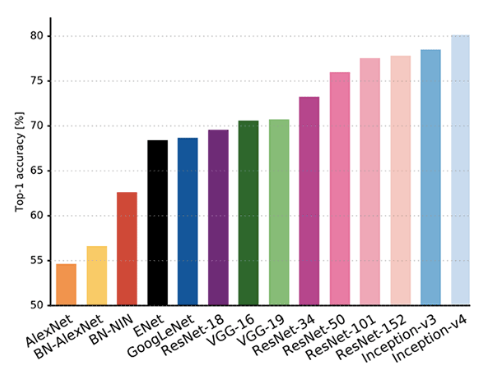 Top-1 accuracy [%]
80
75
70
65
60
55
50
AlexNet
BN-AlexNet
BN-NIN
ENet
GoogLeNet
ResNet-18
VGG-16
VGG-19
ResNet-34
ResNet-50
ResNet-101
ResNet-152
Inception-v3
Inception-v4